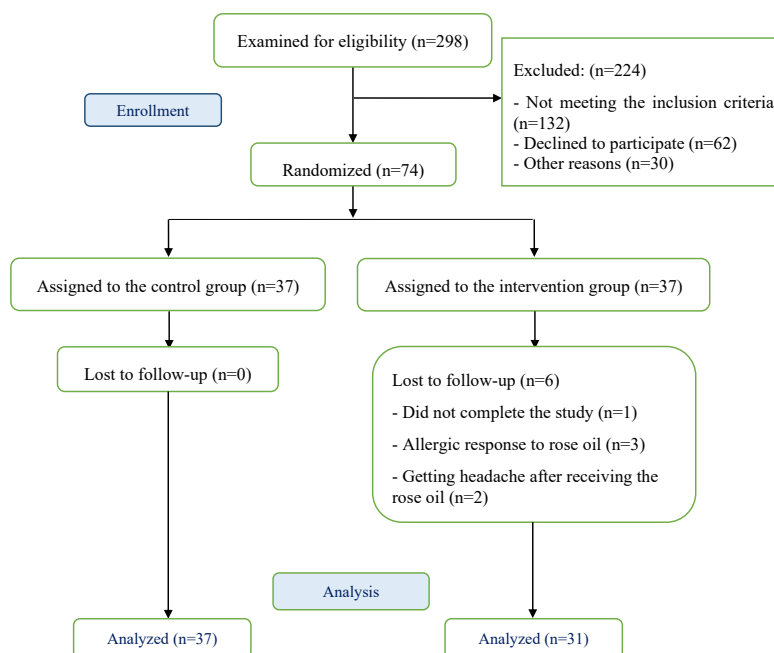 Examined for eligibility (n=298)
Excluded: (n=224)
- Not meeting the inclusion criteria
(n=132)
- Declined to participate (n=62)
- Other reasons (n=30)
Enrollment
Randomized (n=74)
Assigned to the control group (n=37)
Assigned to the intervention group (n=37)
Lost to follow-up (n=0)
Lost to follow-up (n=6)
- Did not complete the study (n=1)
- Allergic response to rose oil (n=3)
- Getting headache after receiving the
rose oil (n=2)
Analysis
Analyzed (n=37)
Analyzed (n=31)